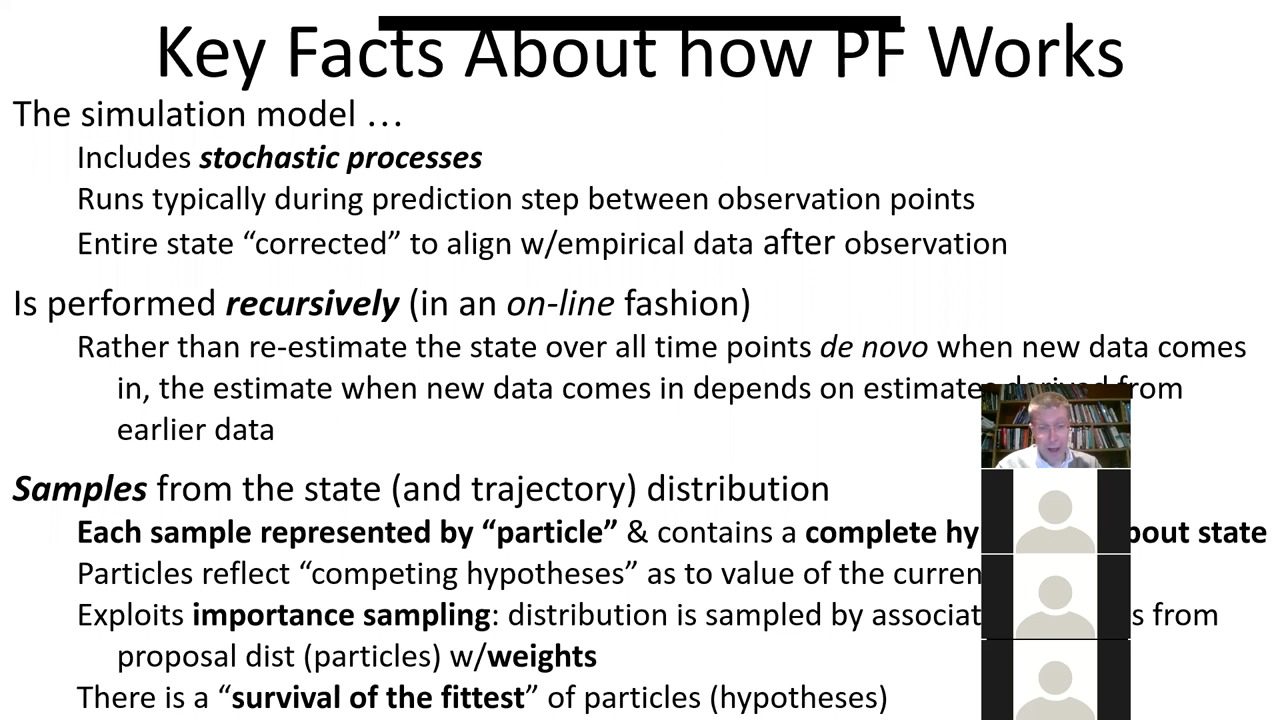 Key Facts About how PF Works
The simulation model …
Includes stochastic processes
Runs typically during prediction step between observation points
Entire state “corrected” to align w/empirical data after observation
Is performed recursively (in an on-line fashion)
Rather than re-estimate the state over all time points de novo when new data comes
in, the estimate when new data comes in depends on estimates derived from
earlier data
Samples from the state (and trajectory) distribution
Each sample represented by “particle” & contains a complete state
Particles reflect “competing hypotheses” as to value of the
Exploits importance sampling: distribution is sampled by from
proposal dist (particles) w/weights
There is a “survival of the fittest” of particles (hypotheses)